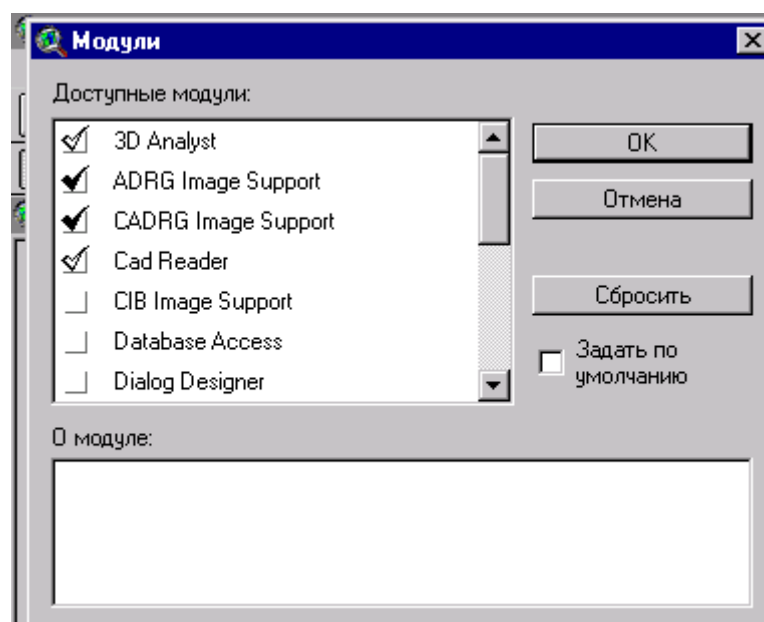 Модули
Доступные модули:
3D Analyst
ADRG Image Support
CADRG Image Support
Cad Reader
CIB Image Support
Database Access
Dialog Designer
OK
Отмена
Сбросить
Задать по
умолчанию
О модуле: